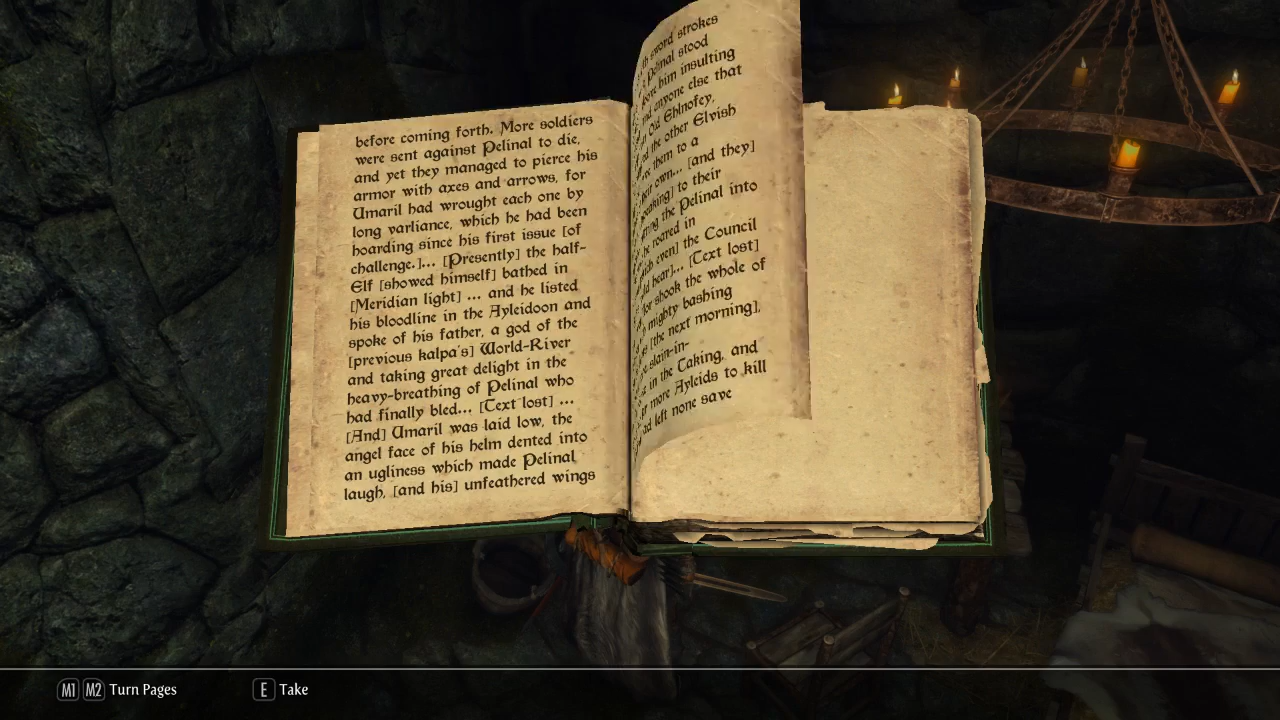 before coming forth. More soldiers
were sent against Pelinal to die,
and yet they managed to pierce his
armor with axes and arrows, for
Umaril had wrought each one by
long varliance, which he had been
hoarding since his first issue [of
challenge.]... [Presently] the half-
Elf [showed himself] bathed in
[Meridian light] ... and he listed
his bloodline in the Ayleidoon and
spoke of his father, a god of the
[previous kalpa's] World-River
and taking great delight in the
heavy-breathing of Pelinal who
had finally bled... [Text lost] ...
[And] Umaril was laid low, the
angel face of his helm dented into
an ugliness which made Pelinal
laugh, [and his] unfeathered wings
sword strokes
Pelinal stood
him insulting
anyone else that
Old Ehlnofey,
the other Elvish
them to a
own... [and they]
to their
the Pelinal into
he roared in
even] the Council
hear]... [Text lost]
shook the whole of
mighty bashing
[the next morning],
slain-in-
in the Taking, and
more Ayleids to kill
left none save
M1 M2 Turn Pages
E Take